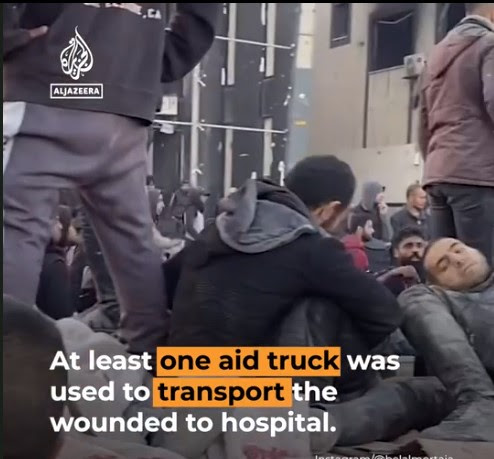 ALJAZEERA
At least one aid truck was
used to transport the
wounded to hospital.